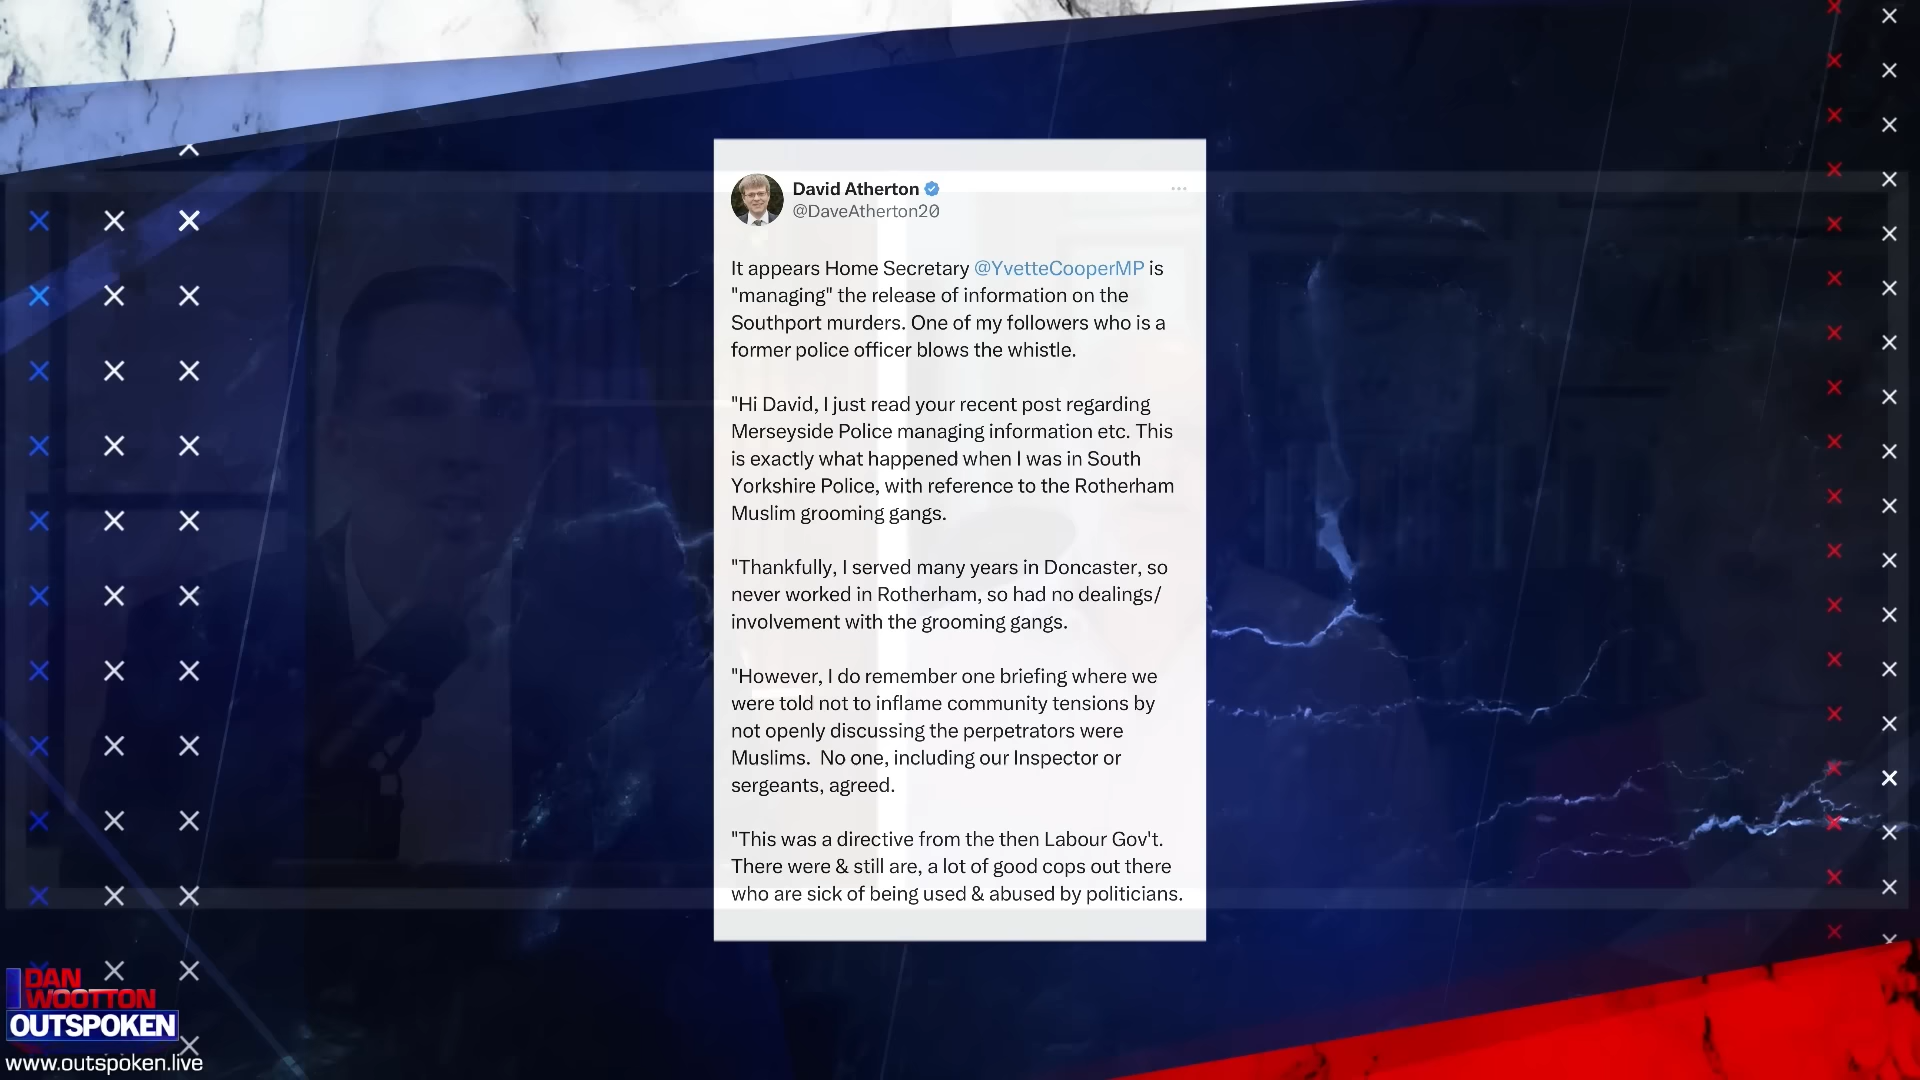 David Atherton
@DaveAtherton20
It appears Home Secretary @YvetteCooperMP is
"managing" the release of information on the
Southport murders. One of my followers who is a
former police officer blows the whistle.
"Hi David, I just read your recent post regarding
Merseyside Police managing information etc. This
is exactly what happened when I was in South
Yorkshire Police, with reference to the Rotherham
Muslim grooming gangs.
"Thankfully, I served many years in Doncaster, so
never worked in Rotherham, so had no dealings/
involvement with the grooming gangs.
"However, I do remember one briefing where we
were told not to inflame community tensions by
not openly discussing the perpetrators were
Muslims.  No one, including our Inspector or
sergeants, agreed.
"This was a directive from the then Labour Gov't.
There were & still are, a lot of good cops out there
who are sick of being used & abused by politicians.
DAN
WOOTTON
OUTSPOKEN
www.outspoken.live